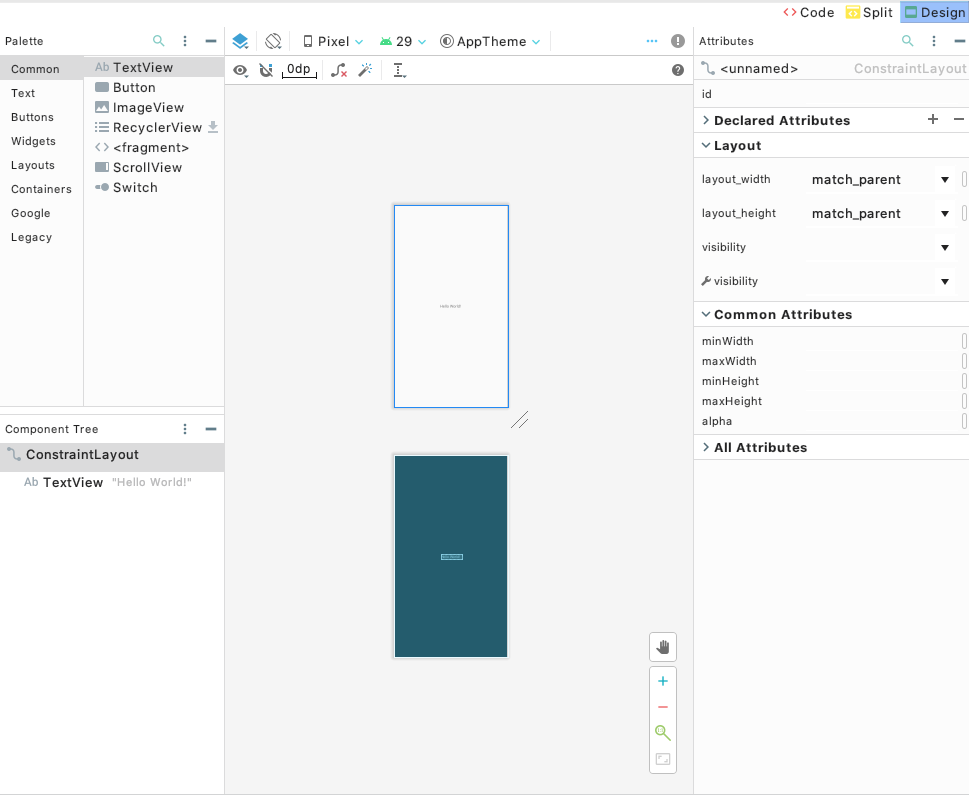 Code Split Design
Palette
Pixel 29 AppTheme
Attributes
0dp
<unnamed> ConstraintLayout
id
Common
Text
Buttons
Widgets
Layouts
Containers
Google
Legacy
Ab TextView
Button
ImageView
RecyclerView
<fragment>
ScrollView
Switch
Component Tree
ConstraintLayout
Ab TextView "Hello World!"
Hello World!
Declared Attributes
Layout
layout_width match_parent
layout_height match_parent
visibility
visibility
Common Attributes
minWidth
maxWidth
minHeight
maxHeight
alpha
All Attributes